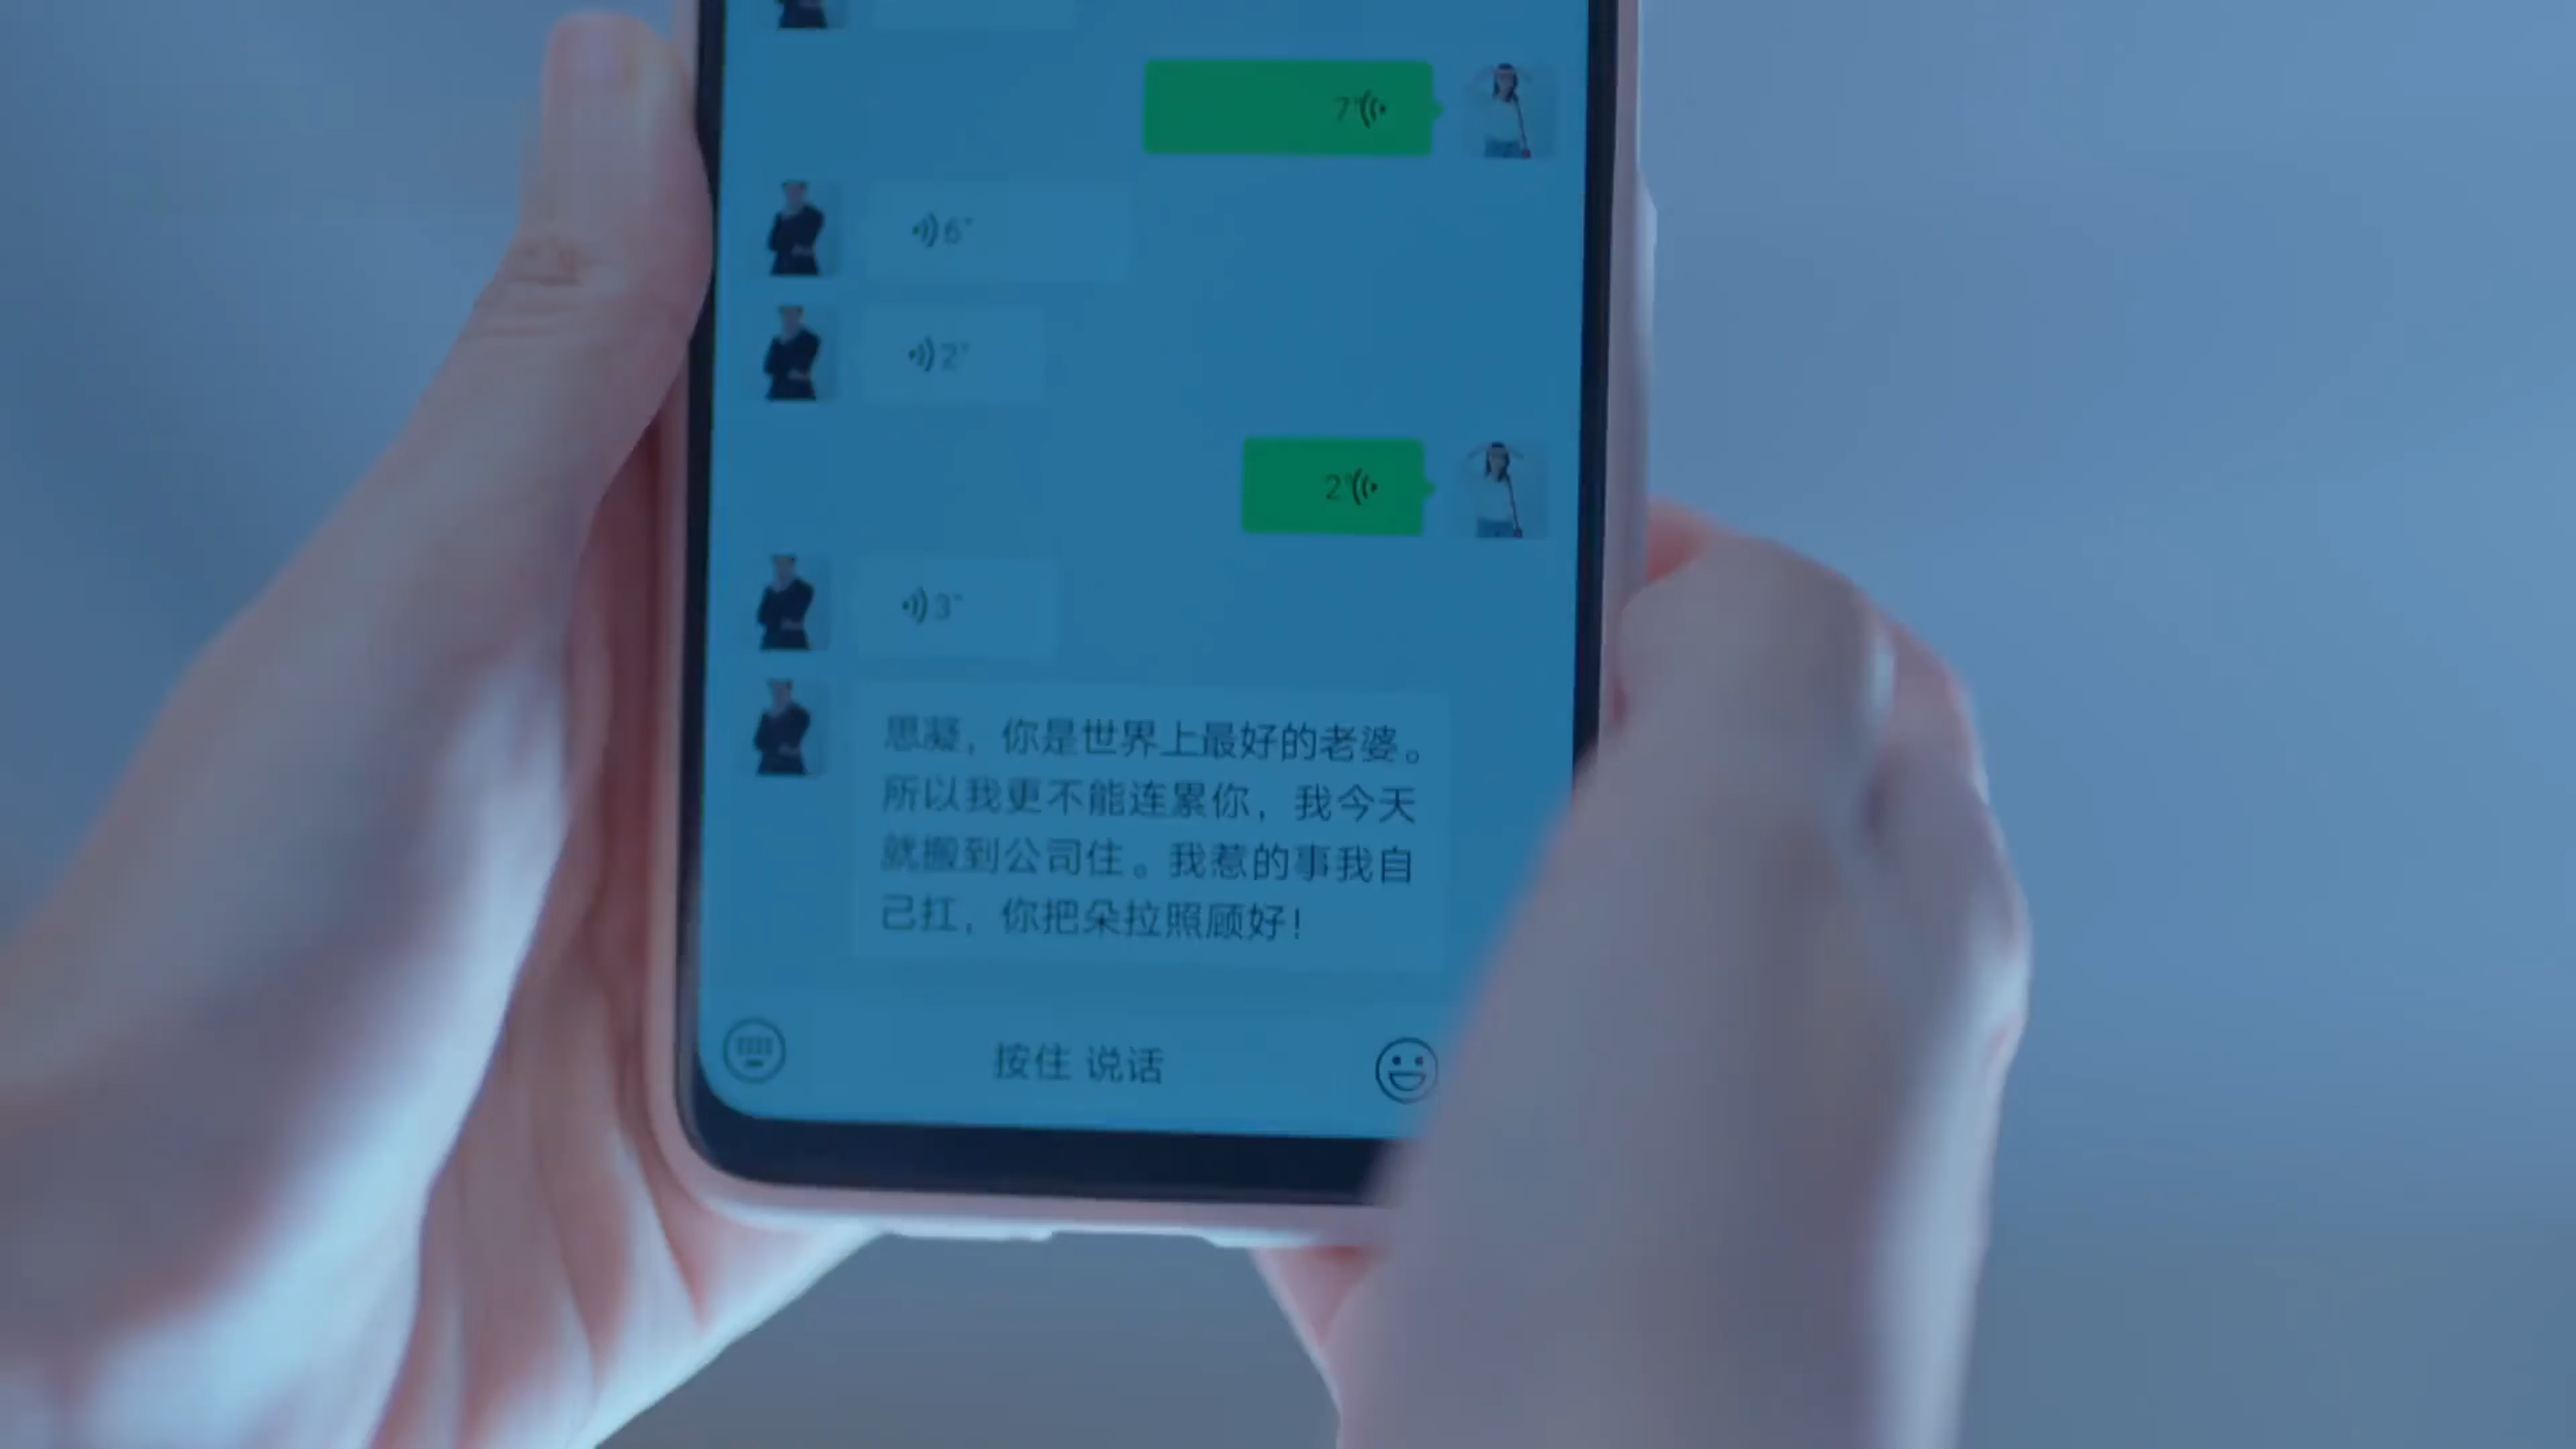 7"
6"
2"
2"
3"
思凝，你是世界上最好的老婆。
所以我更不能连累你，我今天
就搬到公司住。我惹的事我自
己扛，你把朵拉照顾好！
按住 说话